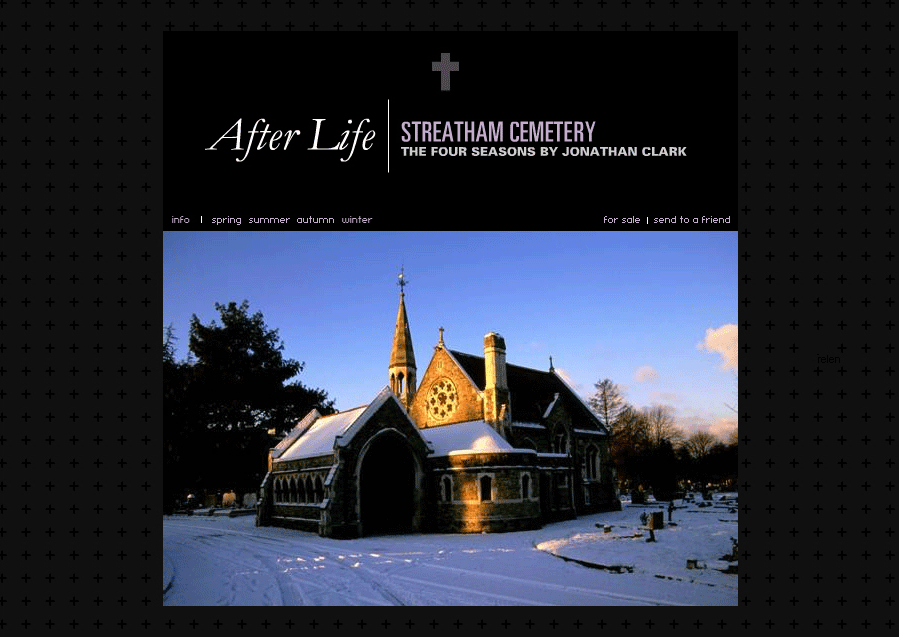 After Life
STREATHAM CEMETERY
THE FOUR SEASONS BY JONATHAN CLARK
info | spring summer autumn winter
for sale | send to a friend